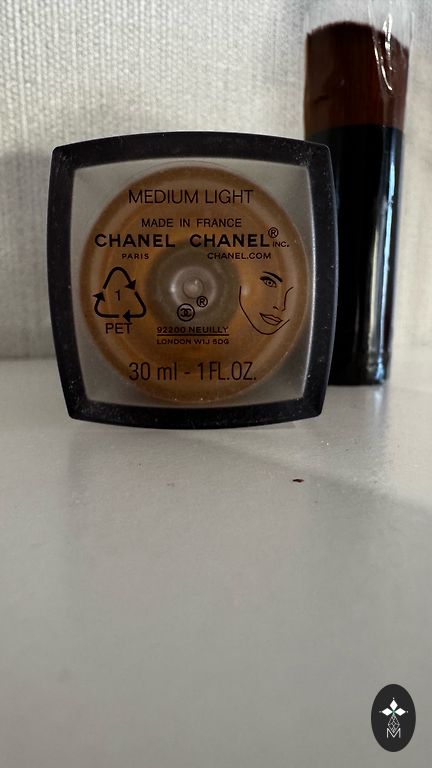 MEDIUM LIGHT
MADE IN FRANCE
CHANEL CHANEL® INC.
PARIS CHANEL.COM
1
PET
®
92200 NEUILLY
LONDON W1J 5DG
30 ml - 1 FL.OZ.
M